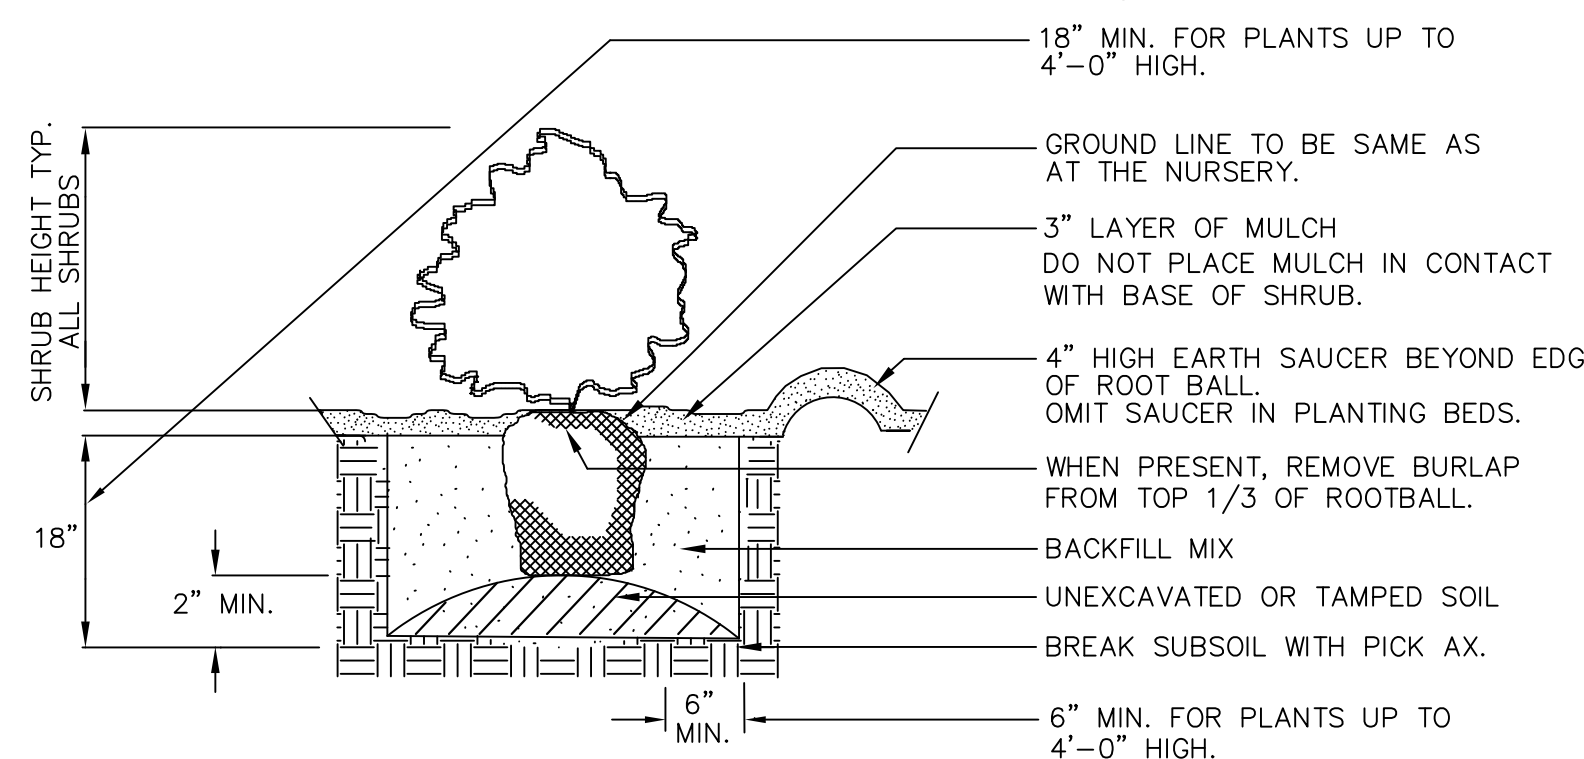 18” MIN. FOR PLANTS UP TO
4’-0” HIGH.
GROUND LINE TO BE SAME AS
AT THE NURSERY.
3” LAYER OF MULCH
DO NOT PLACE MULCH IN CONTACT
WITH BASE OF SHRUB.
4” HIGH EARTH SAUCER BEYOND EDG
OF ROOT BALL.
OMIT SAUCER IN PLANTING BEDS.
WHEN PRESENT, REMOVE BURLAP
FROM TOP 1/3 OF ROOTBALL.
BACKFILL MIX
UNEXCAVATED OR TAMPED SOIL
BREAK SUBSOIL WITH PICK AX.
6” MIN. FOR PLANTS UP TO
4’-0” HIGH.
SHRUB HEIGHT TYP.
ALL SHRUBS
18”
2” MIN.
6”
MIN.